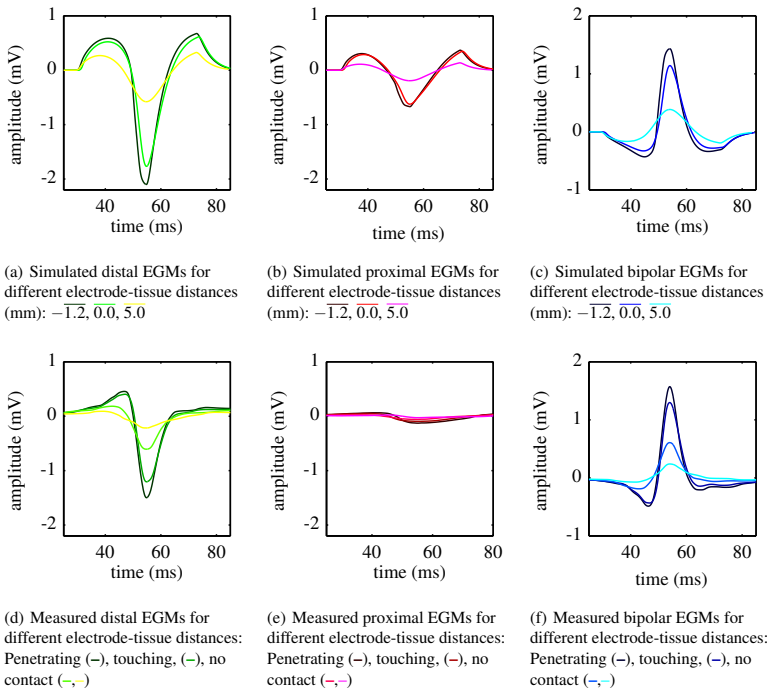 1
0
-1
-2
amplitude (mV)
40 60 80
time (ms)
1
0
-2
amplitude (mV)
40 60 80
time (ms)
2
1
0
-1
amplitude (mV)
40 60 80
time (ms)
(a) Simulated distal EGMs for
different electrode-tissue distances
(mm): −1.2, 0.0, 5.0
(b) Simulated proximal EGMs for
different electrode-tissue distances
(mm): −1.2, 0.0, 5.0
(c) Simulated bipolar EGMs for
different electrode-tissue distances
(mm): −1.2, 0.0, 5.0
1
0
-1
-2
amplitude (mV)
40 60 80
time (ms)
1
0
-1
-2
amplitude (mV)
40 60 80
time (ms)
2
1
0
-1
amplitude (mV)
40 60 80
time (ms)
(d) Measured distal EGMs for
different electrode-tissue distances:
Penetrating (–), touching, (–), no
contact (–,–)
(e) Measured proximal EGMs for
different electrode-tissue distances:
Penetrating (–), touching, (–), no
contact (–,–)
(f) Measured bipolar EGMs for
different electrode-tissue distances:
Penetrating (–), touching, (–), no
contact (–,–)